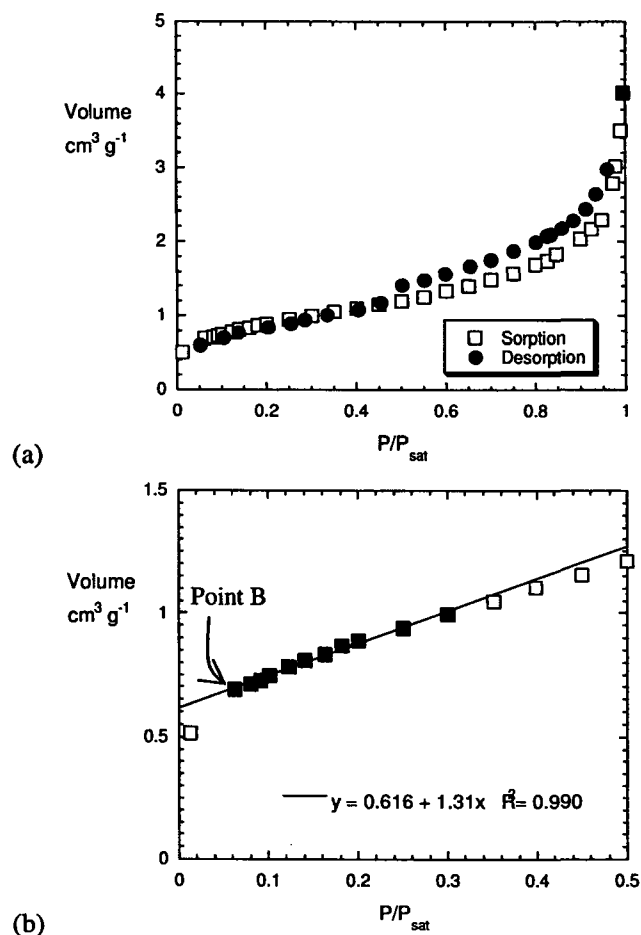 5
4
Volume
cm³ g⁻¹
3
2
1
Sorption
Desorption
0
0 0.2 0.4 0.6 0.8 1
P/Psat
(a)
1.5
Volume
cm³ g⁻¹
Point B
1
0.5
y = 0.616 + 1.31x R²= 0.990
0
0 0.1 0.2 0.3 0.4 0.5
P/Psat
(b)